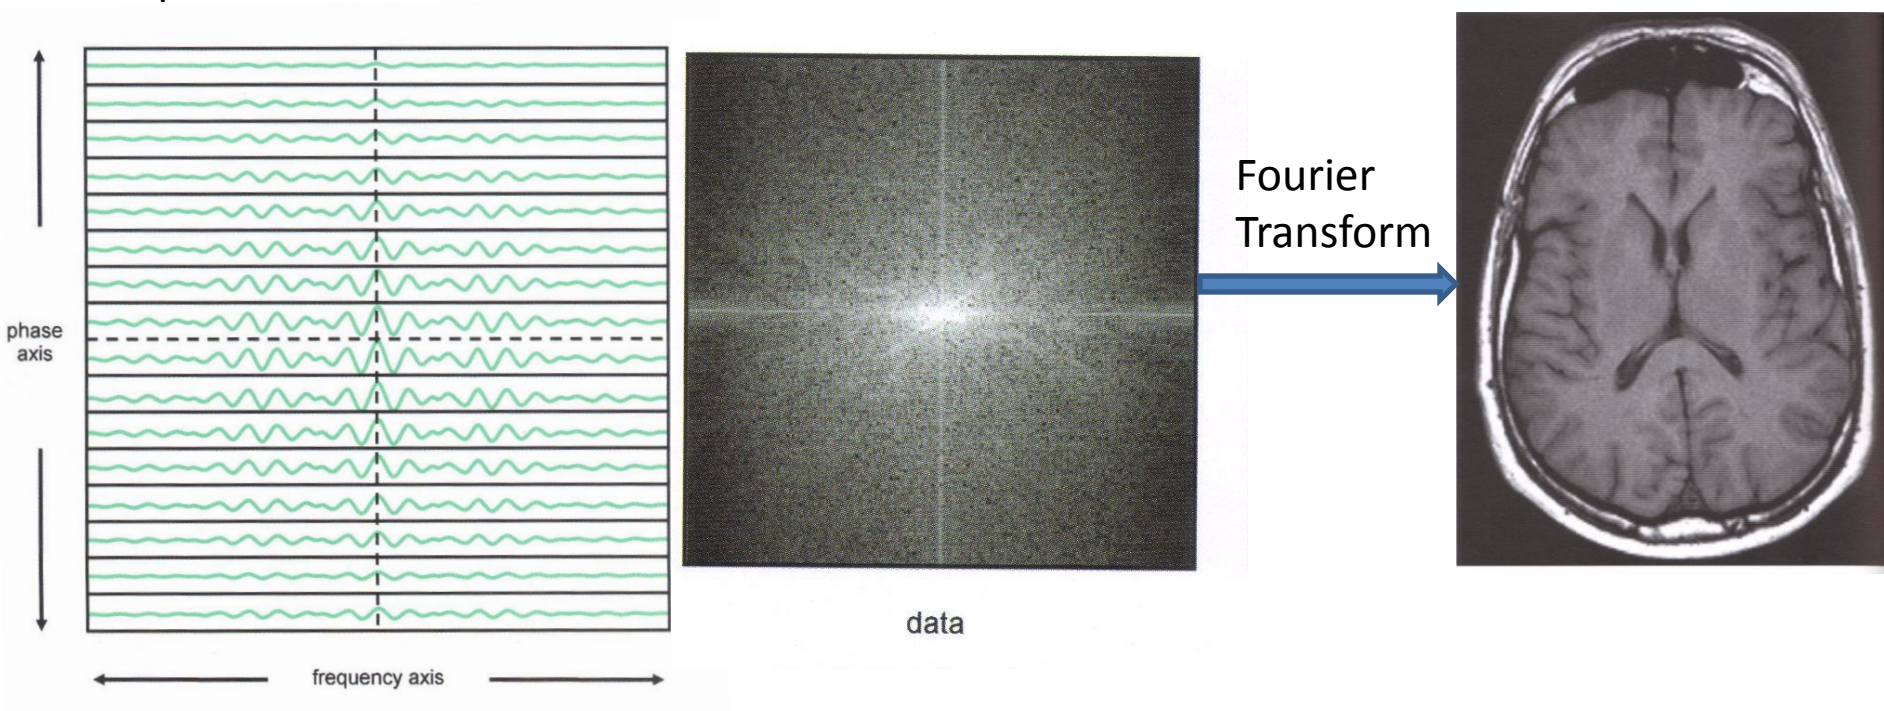 phase
axis
frequency axis
data
Fourier
Transform